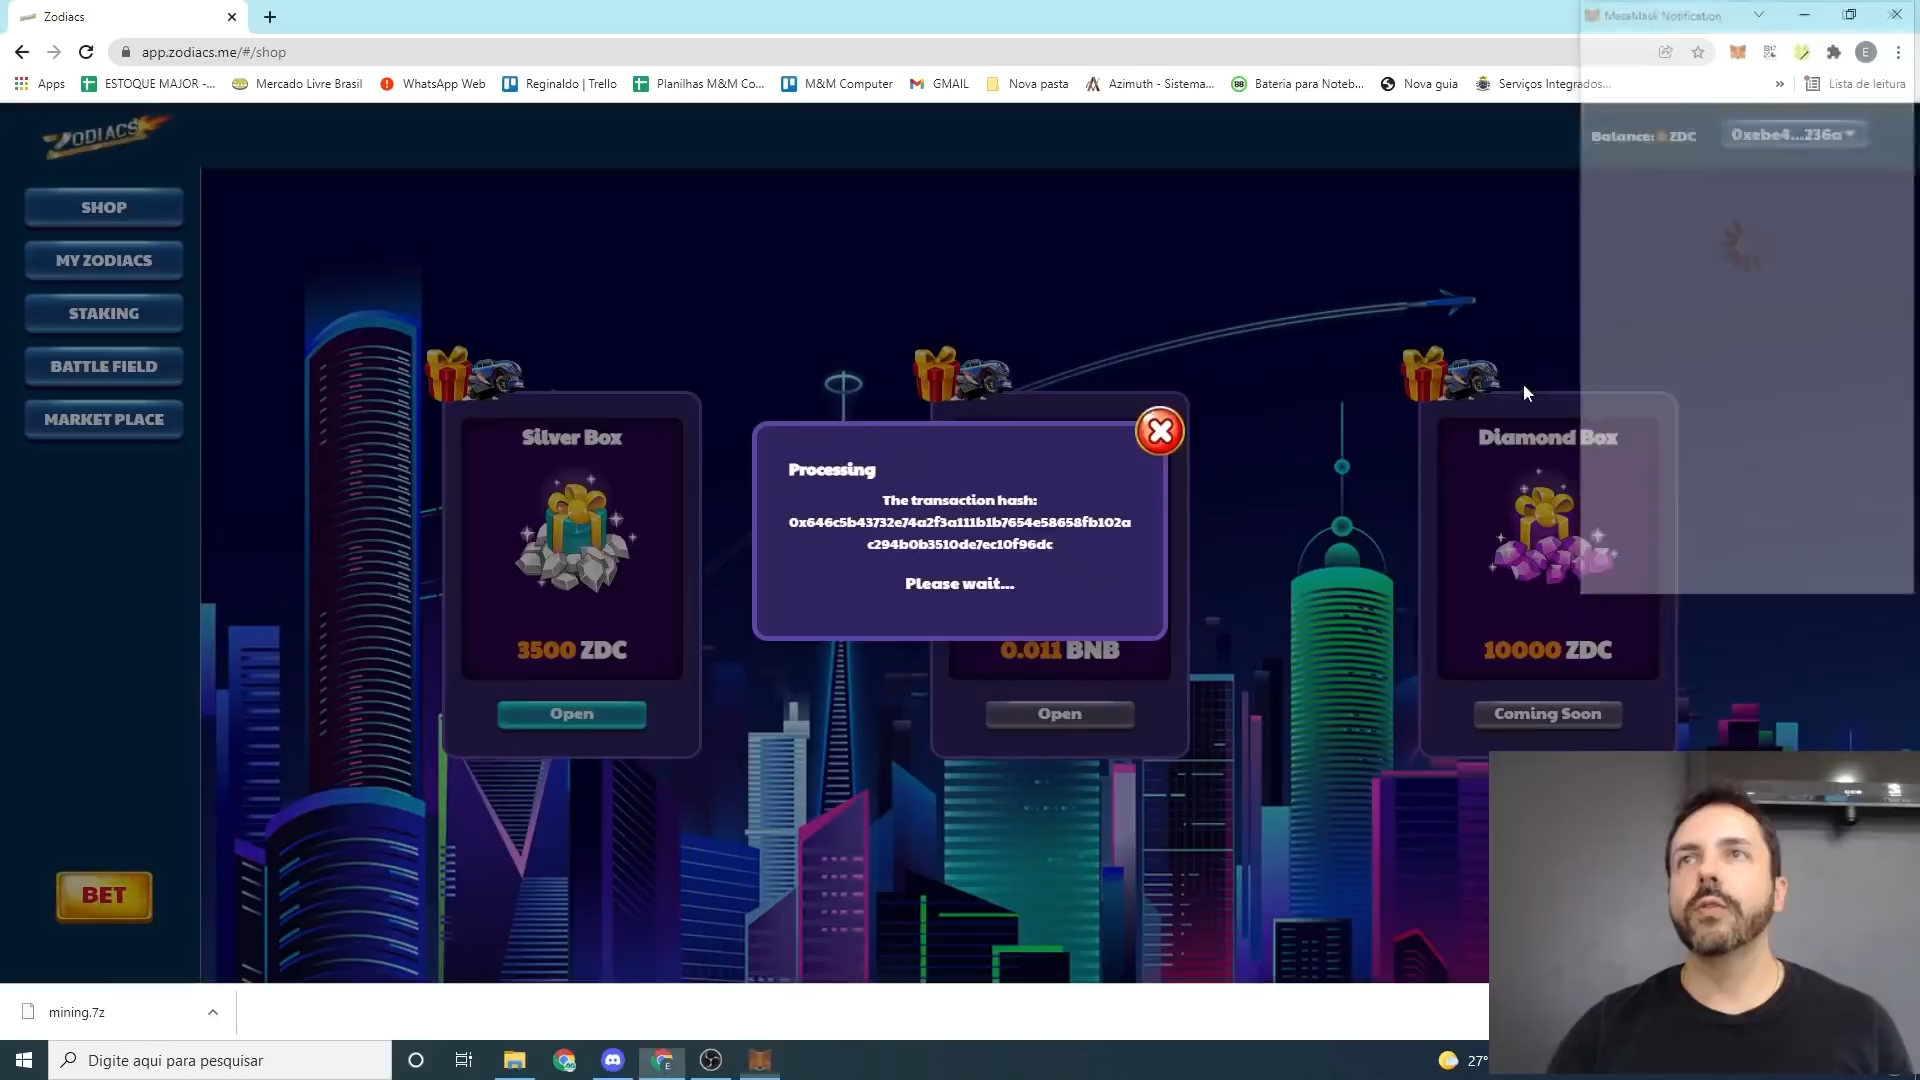 Zodiacs
MetaMask Notification
app.zodiacs.me/#/shop
E
Apps
ESTOQUE MAJOR -...
Mercado Livre Brasil
WhatsApp Web
Reginaldo | Trello
Planilhas M&M Co...
M&M Computer
GMAIL
Nova pasta
Azimuth - Sistema...
Bateria para Noteb...
Nova guia
Serviços Integrados...
»
Lista de leitura
ZODIACS
Balance: ZDC
0xebe4...236a
SHOP
MY ZODIACS
STAKING
BATTLE FIELD
MARKET PLACE
BET
Silver Box
3500 ZDC
Open
Processing
The transaction hash:
0x646c5b43732e74a2f3a111b1b7654e58658fb102a
c294b0b3510de7ec10f96dc
Please wait...
0.011 BNB
Open
Diamond Box
10000 ZDC
Coming Soon
mining.7z
Digite aqui para pesquisar
27°